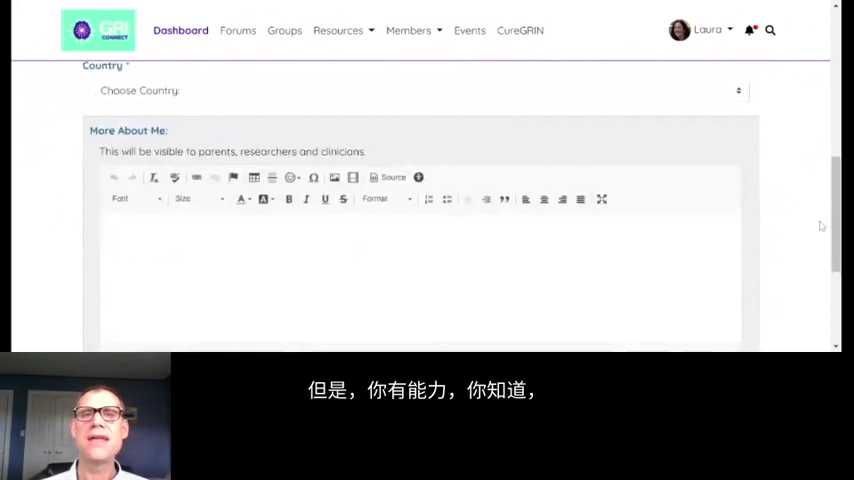 GRI
CONNECT
Dashboard Forums Groups Resources Members Events CureGRIN Laura
Country *
Choose Country:
More About Me:
This will be visible to parents, researchers and clinicians.
Source
Font Size A A B I U S Format
但是，你有能力，你知道，